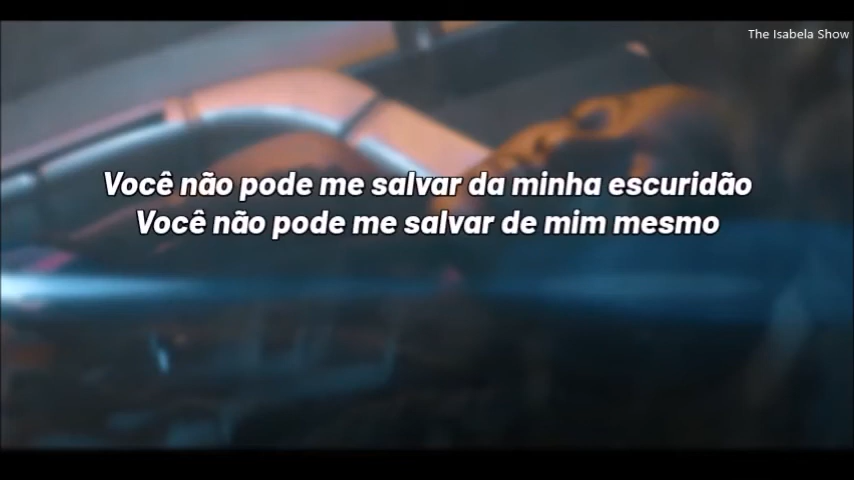 The Isabela Show
Você não pode me salvar da minha escuridão
Você não pode me salvar de mim mesmo